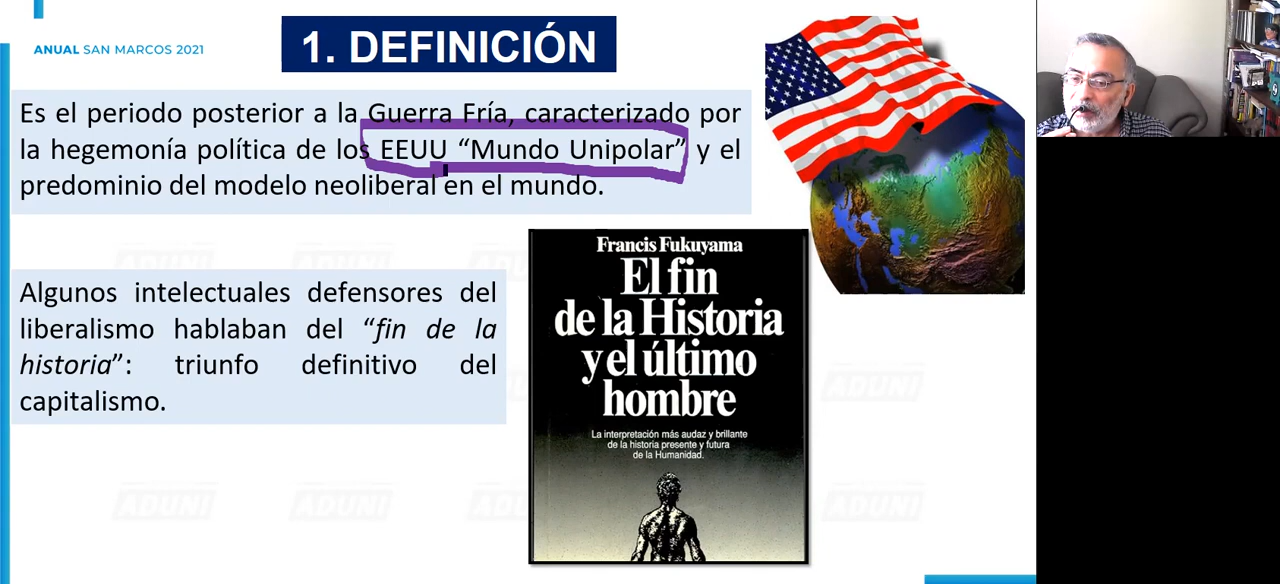 ANUAL SAN MARCOS 2021
1. DEFINICIÓN
Es el periodo posterior a la Guerra Fría, caracterizado por
la hegemonía política de los EEUU “Mundo Unipolar” y el
predominio del modelo neoliberal en el mundo.
Algunos intelectuales defensores del
liberalismo hablaban del “fin de la
historia”: triunfo definitivo del
capitalismo.
Francis Fukuyama
El fin
de la Historia
y el último
hombre
La interpretación más audaz y brillante
de la historia presente y futura
de la Humanidad.
ADUNI
ADUNI
ADUNI
ADUNI